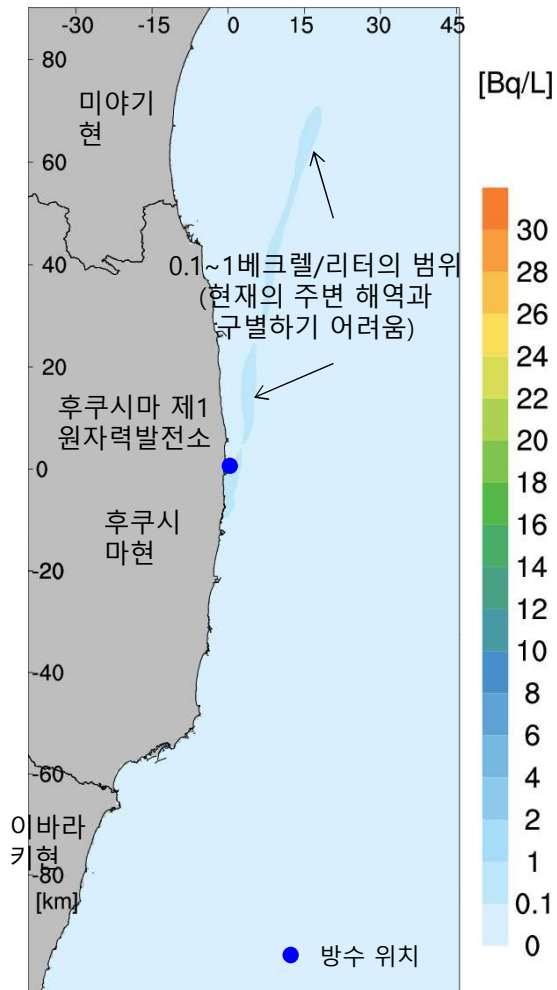 -30 -15 0 15 30 45
[Bq/L]
80
미야기
현
60
40
0.1~1베크렐/리터의 범위
(현재의 주변 해역과
구별하기 어려움)
20
후쿠시마 제1
원자력발전소
0
후쿠시
마현
-20
-40
-60
이바라
키현
-80
[km]
방수 위치
30
28
26
24
22
20
18
16
14
12
10
8
6
4
2
1
0.1
0